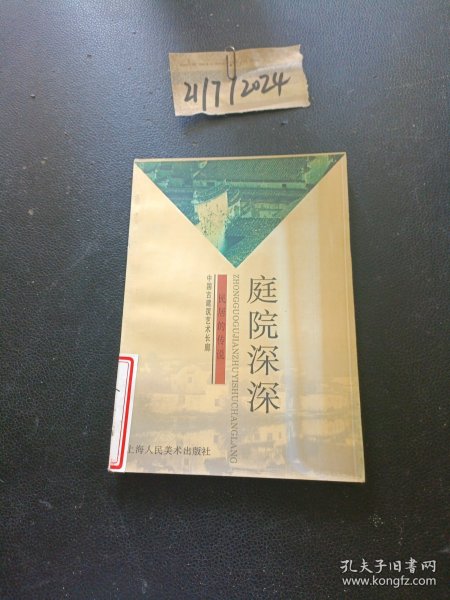 21/7/2024
庭院深深
ZHONGGUOGUJIANZHUYISHUCHANGLANG
民居的传说
中国古建筑艺术长廊
上海人民美术出版社
孔夫子旧书网
www.kongfz.com